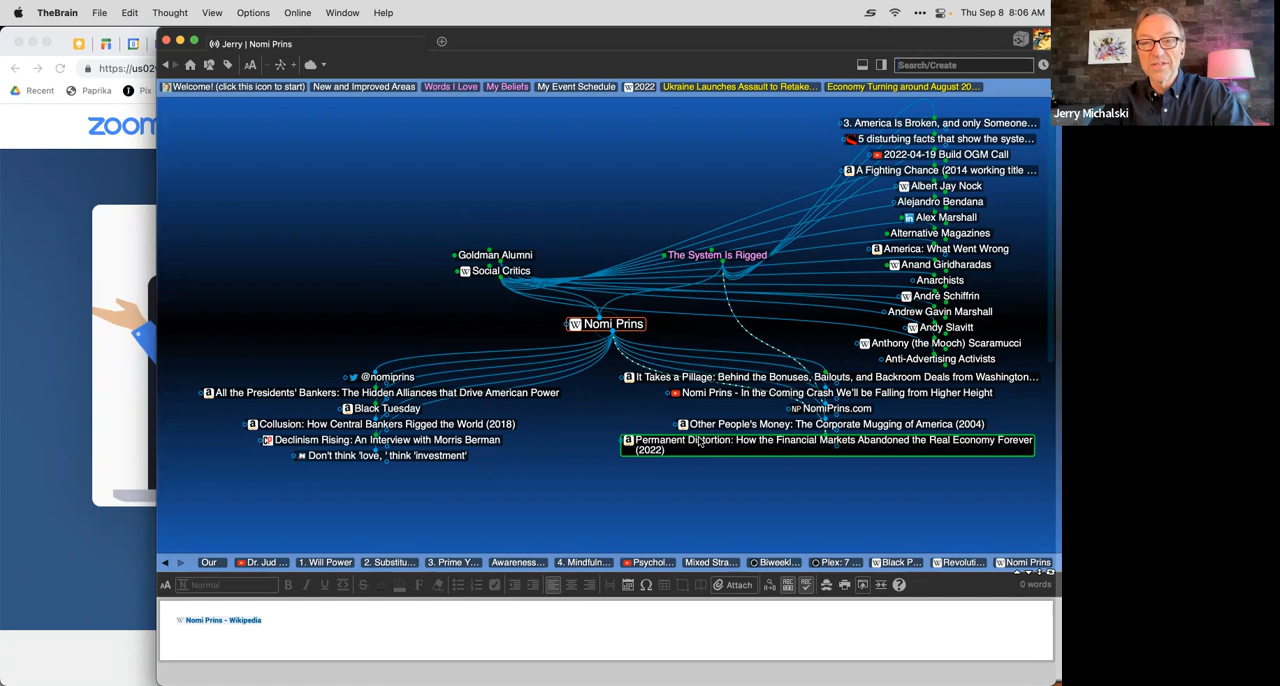 TheBrain File Edit Thought View Options Online Window Help
Thu Sep 8 8:06 AM
Jerry | Nomi Prins
https://us02
Search/Create
Recent Paprika Pix
Welcome! (click this icon to start) New and Improved Areas Words I Love My Beliefs My Event Schedule 2022 Ukraine Launches Assault to Retake... Economy Turning around August 20...
zoom
Jerry Michalski
3. America Is Broken, and only Someone...
5 disturbing facts that show the syste...
2022-04-19 Build OGM Call
A Fighting Chance (2014 working title ...
Albert Jay Nock
Alejandro Bendana
Alex Marshall
Alternative Magazines
America: What Went Wrong
Anand Giridharadas
Anarchists
André Schiffrin
Andrew Gavin Marshall
Andy Slavitt
Anthony (the Mooch) Scaramucci
Anti-Advertising Activists
Goldman Alumni
Social Critics
The System Is Rigged
Nomi Prins
@nomiprins
All the Presidents' Bankers: The Hidden Alliances that Drive American Power
Black Tuesday
Collusion: How Central Bankers Rigged the World (2018)
Declinism Rising: An Interview with Morris Berman
Don't think 'love, ' think 'investment'
It Takes a Pillage: Behind the Bonuses, Bailouts, and Backroom Deals from Washington...
Nomi Prins - In the Coming Crash We'll be Falling from Higher Height
NP NomiPrins.com
Other People's Money: The Corporate Mugging of America (2004)
Permanent Distortion: How the Financial Markets Abandoned the Real Economy Forever
(2022)
Our Dr. Jud ... 1. Will Power 2. Substitu... 3. Prime Y... Awareness... 4. Mindfuln... Psychol... Mixed Stra... Biweekl... Plex: 7 ... Black P... Revoluti... Nomi Prins
Normal Attach 0 words
Nomi Prins - Wikipedia